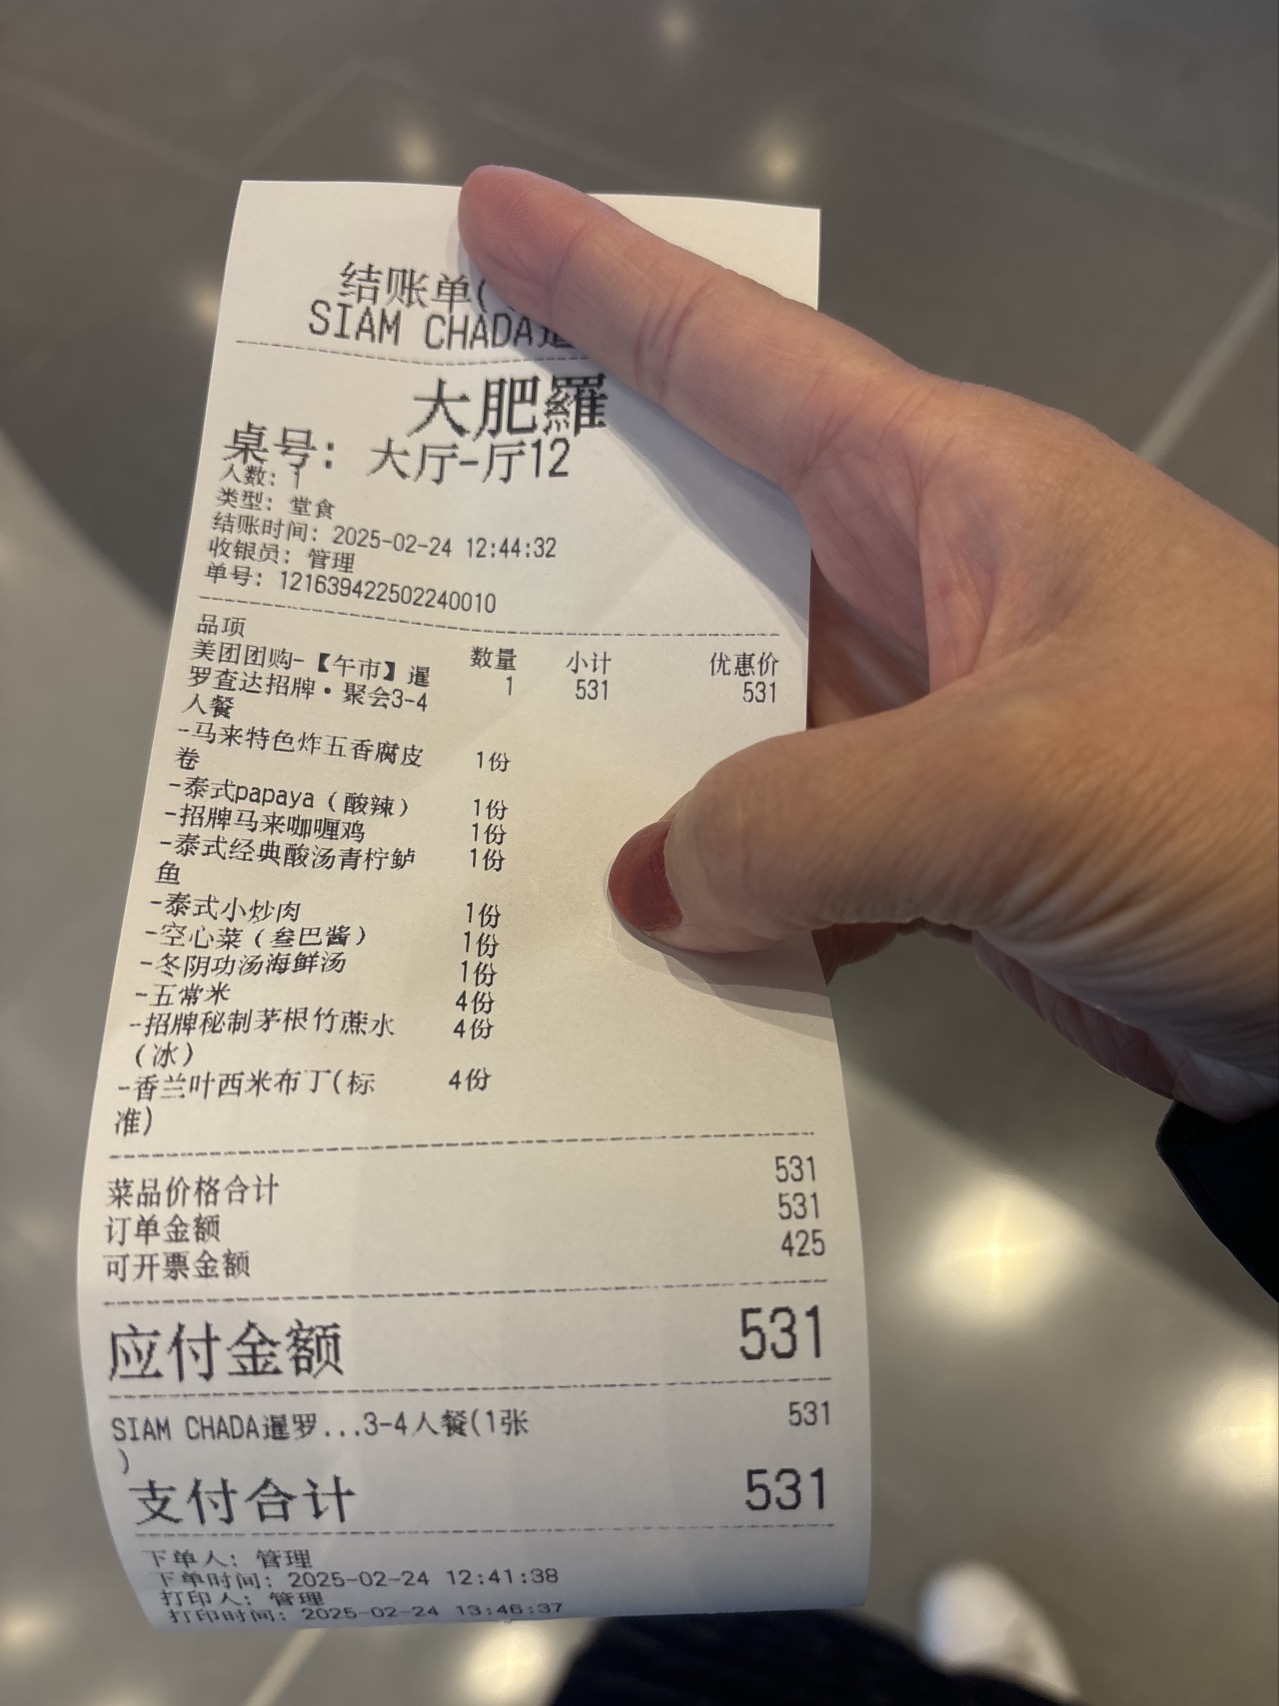 结账单(
SIAM CHADA暹
大肥羅
桌号: 大厅-厅12
人数: 1
类型: 堂食
结账时间: 2025-02-24 12:44:32
收银员: 管理
单号: 121639422502240010
品项 数量 小计 优惠价
美团团购-【午市】暹 1 531 531
罗查达招牌·聚会3-4
人餐
-马来特色炸五香腐皮 1份
卷
-泰式papaya（酸辣） 1份
-招牌马来咖喱鸡 1份
-泰式经典酸汤青柠鲈 1份
鱼
-泰式小炒肉 1份
-空心菜（叁巴酱） 1份
-冬阴功汤海鲜汤 1份
-五常米 4份
-招牌秘制茅根竹蔗水 4份
（冰）
-香兰叶西米布丁(标 4份
准)
菜品价格合计 531
订单金额 531
可开票金额 425
应付金额 531
SIAM CHADA暹罗...3-4人餐(1张 531
)
支付合计 531
下单人: 管理
下单时间: 2025-02-24 12:41:38
打印人: 管理
打印时间: 2025-02-24 13:46:37